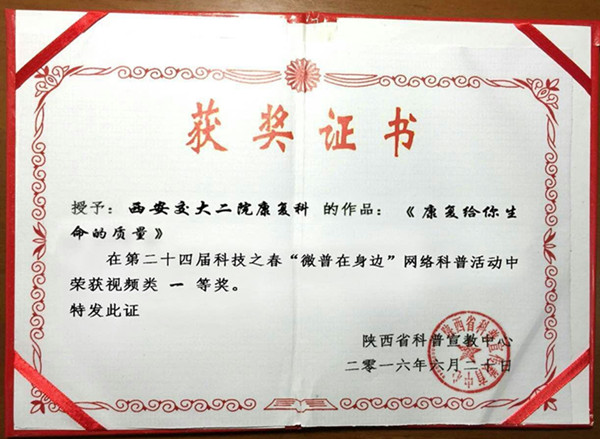 获奖证书
授予：西安交大二院康复科 的作品：《康复给你生
命的质量》
在第二十四届科技之春“微普在身边”网络科普活动中
荣获视频类 一 等奖。
特发此证
陕西省科普宣教中心
二零一六年六月二十日